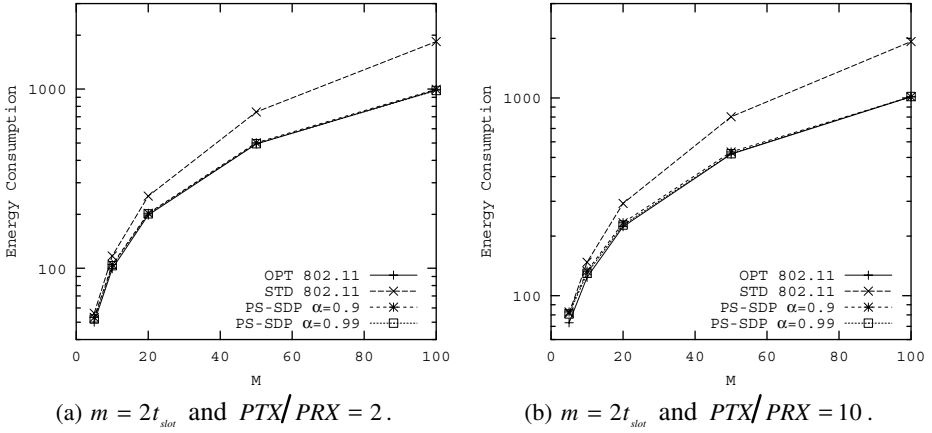 1000
100
Energy Consumption
OPT 802.11
STD 802.11
PS-SDP α=0.9
PS-SDP α=0.99
0 20 40 60 80 100
M
(a) m = 2t_slot and PTX/PRX = 2.
1000
100
Energy Consumption
OPT 802.11
STD 802.11
PS-SDP α=0.9
PS-SDP α=0.99
0 20 40 60 80 100
M
(b) m = 2t_slot and PTX/PRX = 10.